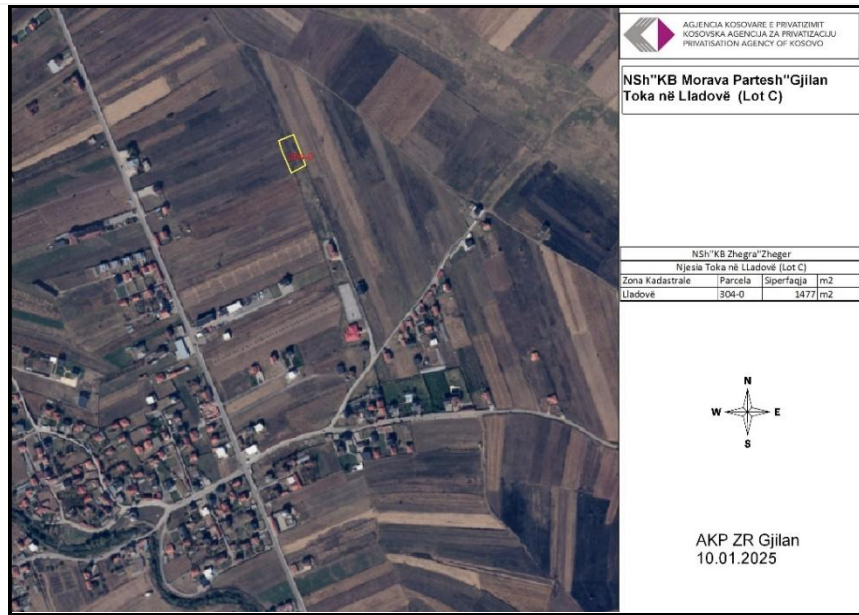 AGJENCIA KOSOVARE E PRIVATIZIMIT
KOSOVSKA AGENCIJA ZA PRIVATIZACIJU
PRIVATISATION AGENCY OF KOSOVO
NSh"KB Morava Partesh"Gjilan
Toka në Lladovë (Lot C)
NSh"KB Zhegra"Zheger
Njesia Toka në LLadovë (Lot C)
Zona Kadastrale Parcela Siperfaqja m2
Lladovë 304-0 1477 m2
N
W E
S
AKP ZR Gjilan
10.01.2025